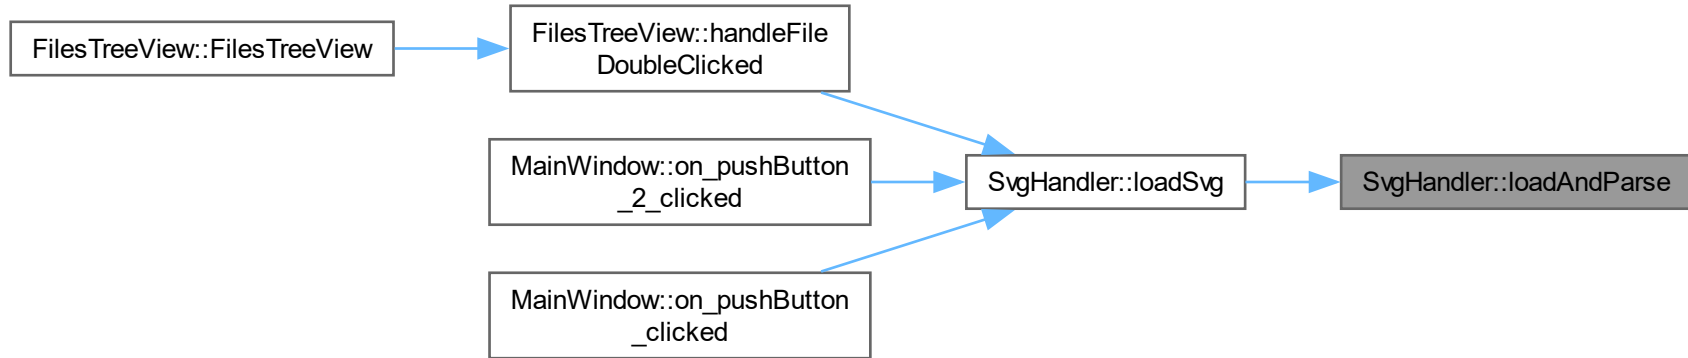 FilesTreeView::FilesTreeView
FilesTreeView::handleFile
DoubleClicked
MainWindow::on_pushButton
_2_clicked
MainWindow::on_pushButton
_clicked
SvgHandler::loadSvg
SvgHandler::loadAndParse